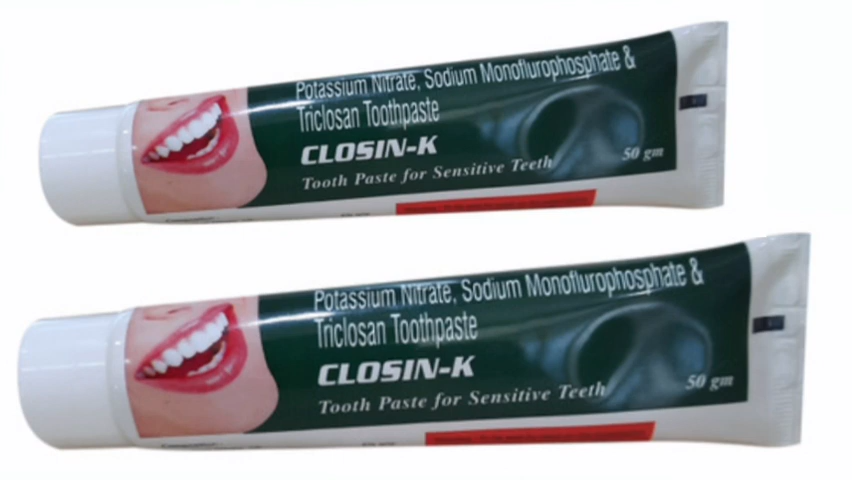 Potassium Nitrate, Sodium Monoflurophosphate &
Triclosan Toothpaste
CLOSIN-K
Tooth Paste for Sensitive Teeth
50 gm
Potassium Nitrate, Sodium Monoflurophosphate &
Triclosan Toothpaste
CLOSIN-K
Tooth Paste for Sensitive Teeth
50 gm